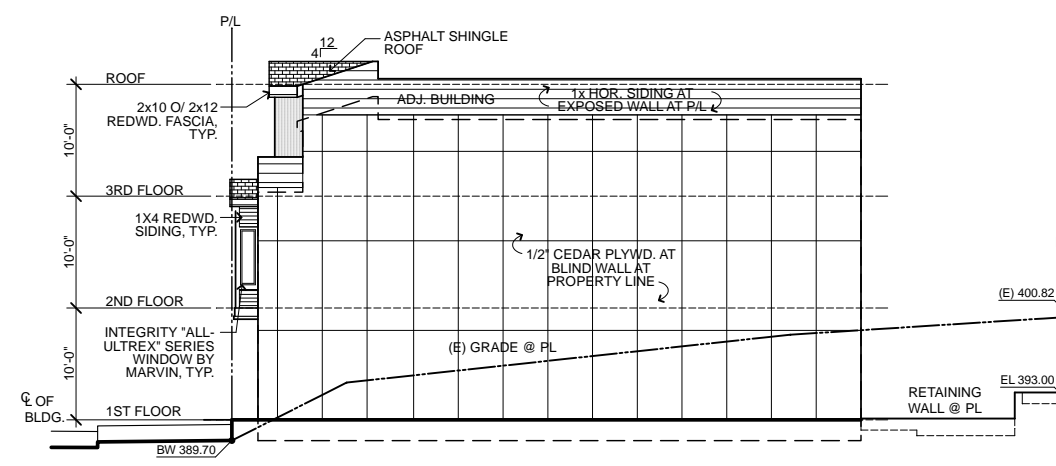 P/L
12
4
ASPHALT SHINGLE
ROOF
ROOF
2x10 O/ 2x12
REDWD. FASCIA,
TYP.
ADJ. BUILDING
1x HOR. SIDING AT
EXPOSED WALL AT P/L
10'-0"
3RD FLOOR
1X4 REDWD.
SIDING, TYP.
10'-0"
1/2" CEDAR PLYWD. AT
BLIND WALL AT
PROPERTY LINE
2ND FLOOR
(E) 400.82
INTEGRITY "ALL-
ULTREX" SERIES
WINDOW BY
MARVIN, TYP.
(E) GRADE @ PL
10'-0"
EL 393.00
RETAINING
WALL @ PL
℄ OF
BLDG.
1ST FLOOR
BW 389.70